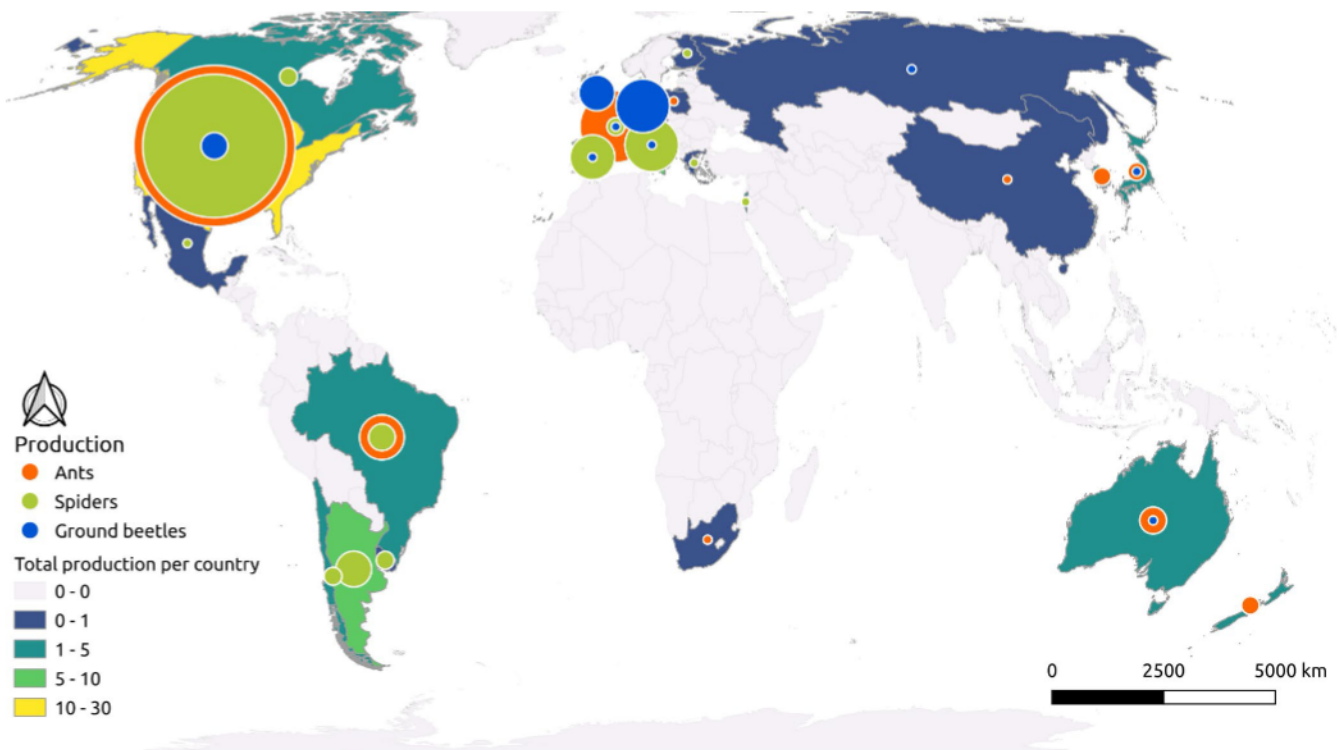 Production
Ants
Spiders
Ground beetles
Total production per country
0 - 0
0 - 1
1 - 5
5 - 10
10 - 30
0 2500 5000 km